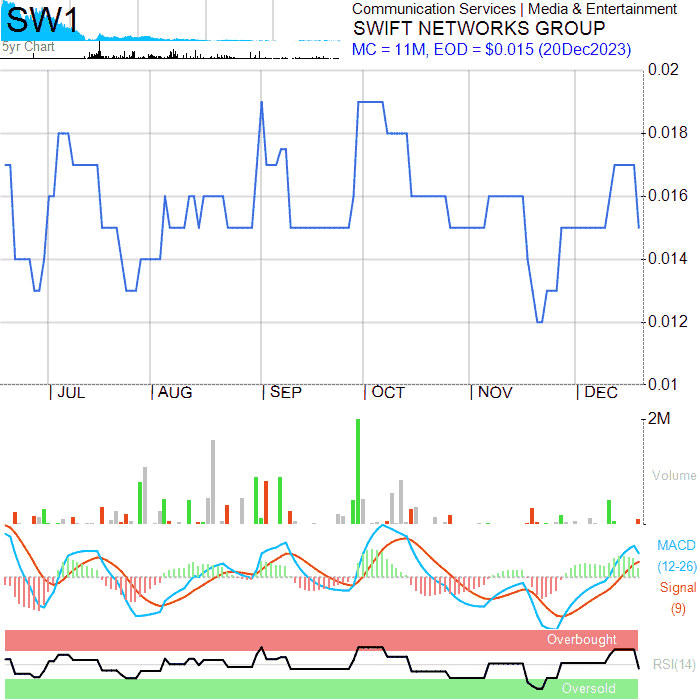 SW1
5yr Chart
Communication Services | Media & Entertainment
SWIFT NETWORKS GROUP
MC = 11M, EOD = $0.015 (20Dec2023)
0.02
0.018
0.016
0.014
0.012
0.01
JUL AUG SEP OCT NOV DEC
2M
Volume
MACD
(12-26)
Signal
(9)
Overbought
RSI(14)
Oversold